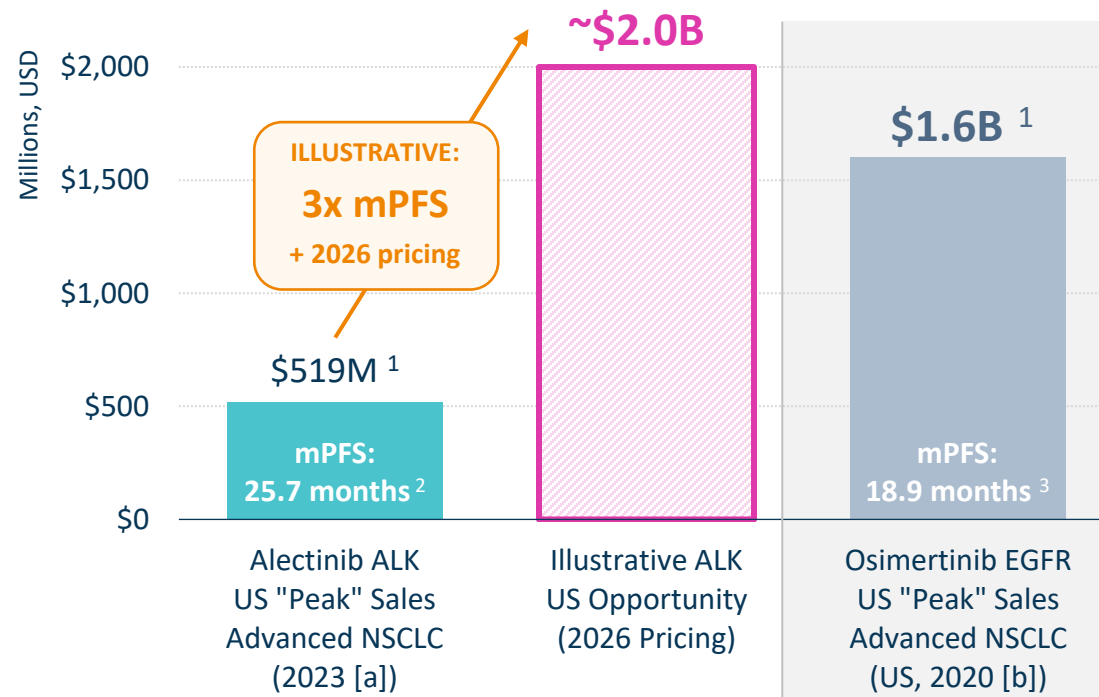 Millions, USD
$2,000
$1,500
$1,000
$500
$0
~$2.0B
ILLUSTRATIVE:
3x mPFS
+ 2026 pricing
$519M 1
mPFS:
25.7 months 2
$1.6B 1
mPFS:
18.9 months 3
Alectinib ALK
US "Peak" Sales
Advanced NSCLC
(2023 [a])
Illustrative ALK
US Opportunity
(2026 Pricing)
Osimertinib EGFR
US "Peak" Sales
Advanced NSCLC
(US, 2020 [b])